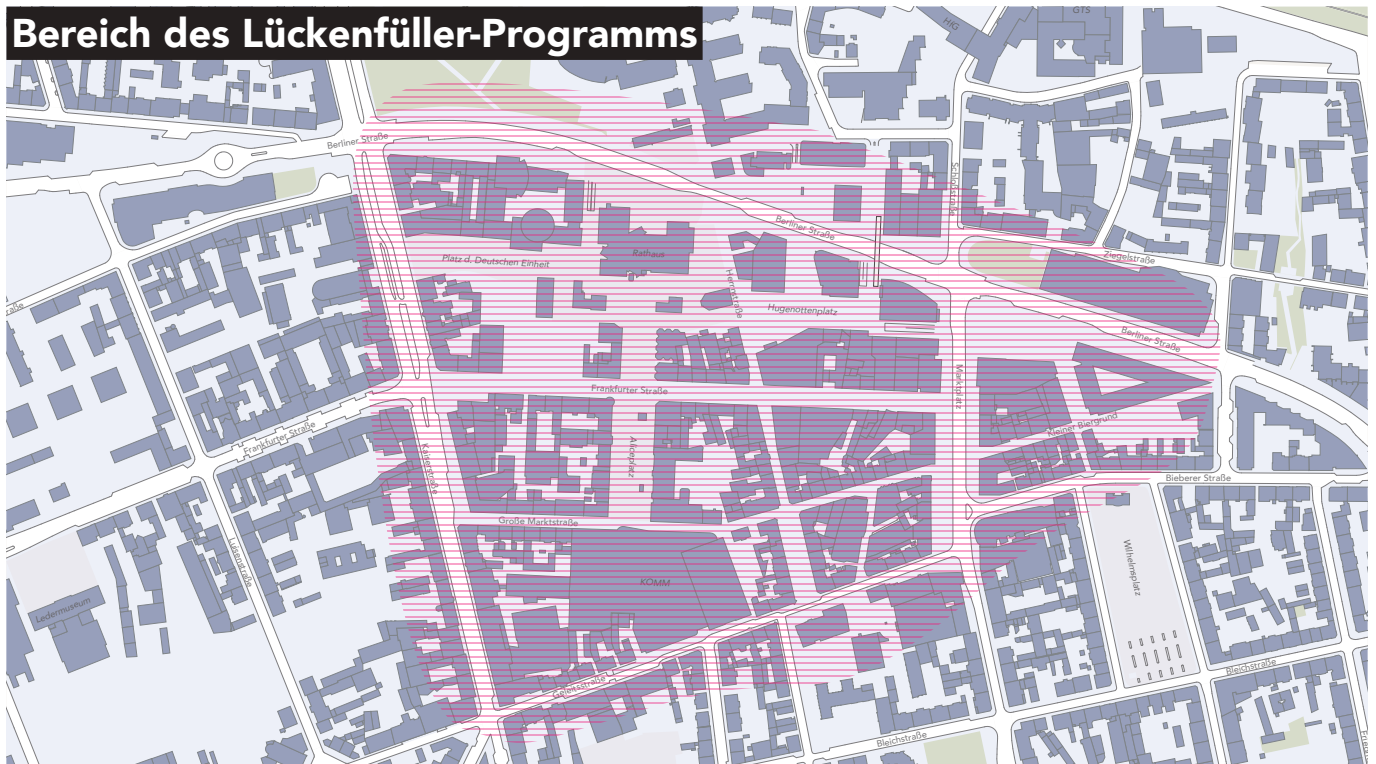 Bereich des Lückenfüller-Programms
GTS
HfG
Berliner Straße
Schloßstraße
Berliner Straße
Platz d. Deutschen Einheit
Rathaus
Ziegelstraße
Herrnstraße
Hugenottenplatz
raße
Berliner Straße
Frankfurter Straße
Marktplatz
Kleiner Biergrund
Frankfurter Straße
Kaiserstraße
Aliceplatz
Bieberer Straße
Große Marktstraße
Luisenstraße
Wilhelmsplatz
KOMM
Ledermuseum
Geleitsstraße
Bleichstraße
Bleichstraße